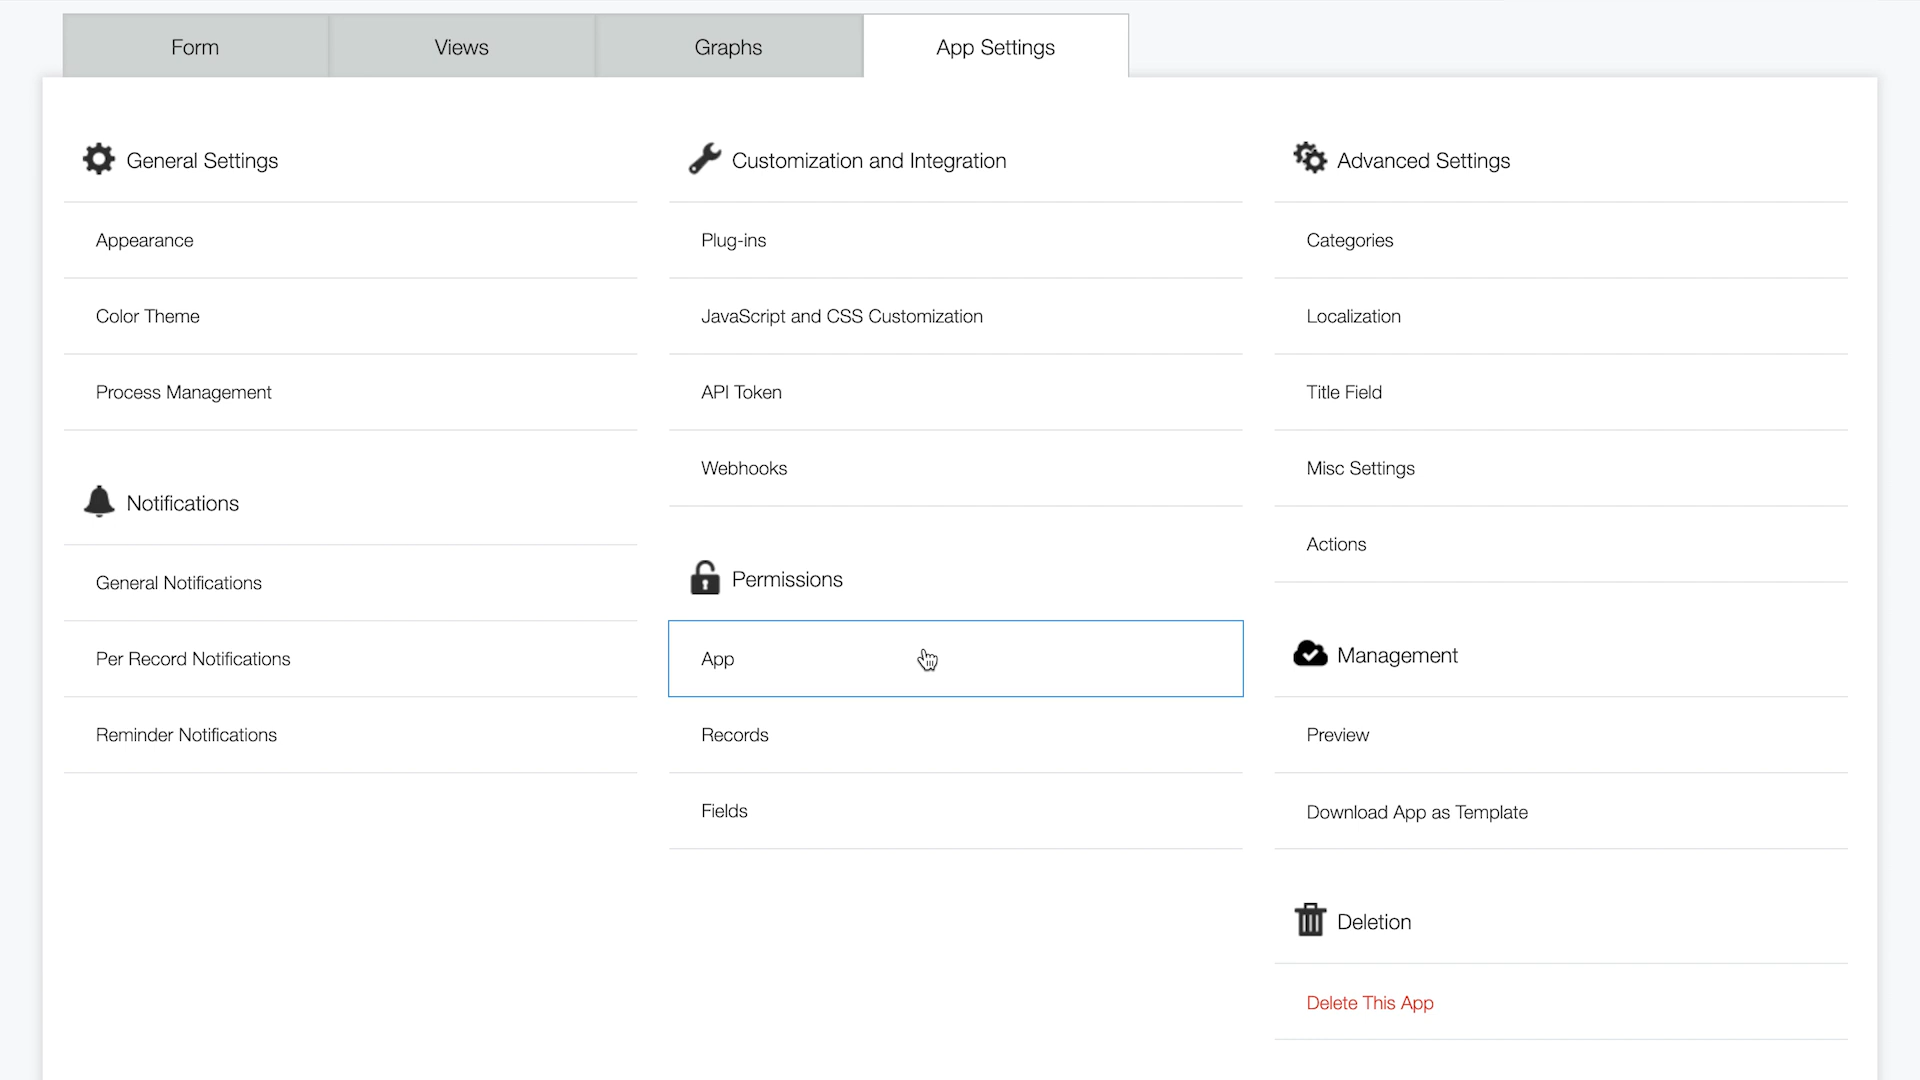 Form
Views
Graphs
App Settings
General Settings
Appearance
Color Theme
Process Management
Notifications
General Notifications
Per Record Notifications
Reminder Notifications
Customization and Integration
Plug-ins
JavaScript and CSS Customization
API Token
Webhooks
Permissions
App
Records
Fields
Advanced Settings
Categories
Localization
Title Field
Misc Settings
Actions
Management
Preview
Download App as Template
Deletion
Delete This App